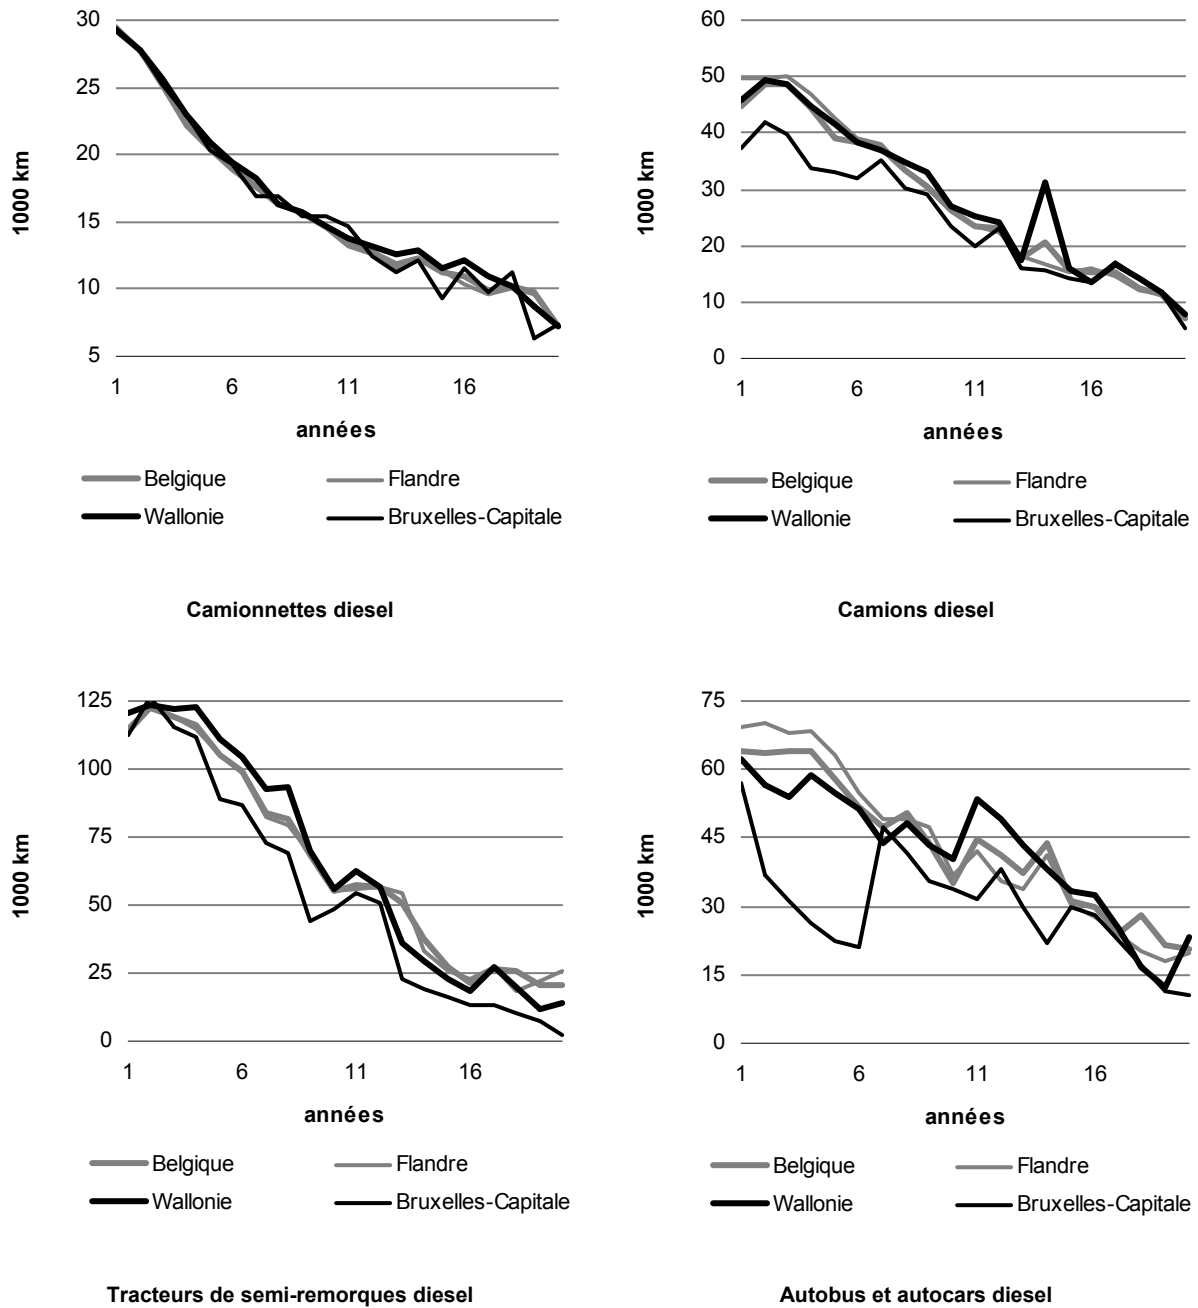 30
25
20
15
10
5
1000 km
1 6 11 16
années
Belgique Flandre
Wallonie Bruxelles-Capitale
Camionnettes diesel
60
50
40
30
20
10
0
1000 km
1 6 11 16
années
Belgique Flandre
Wallonie Bruxelles-Capitale
Camions diesel
125
100
75
50
25
0
1000 km
1 6 11 16
années
Belgique Flandre
Wallonie Bruxelles-Capitale
Tracteurs de semi-remorques diesel
75
60
45
30
15
0
1000 km
1 6 11 16
années
Belgique Flandre
Wallonie Bruxelles-Capitale
Autobus et autocars diesel